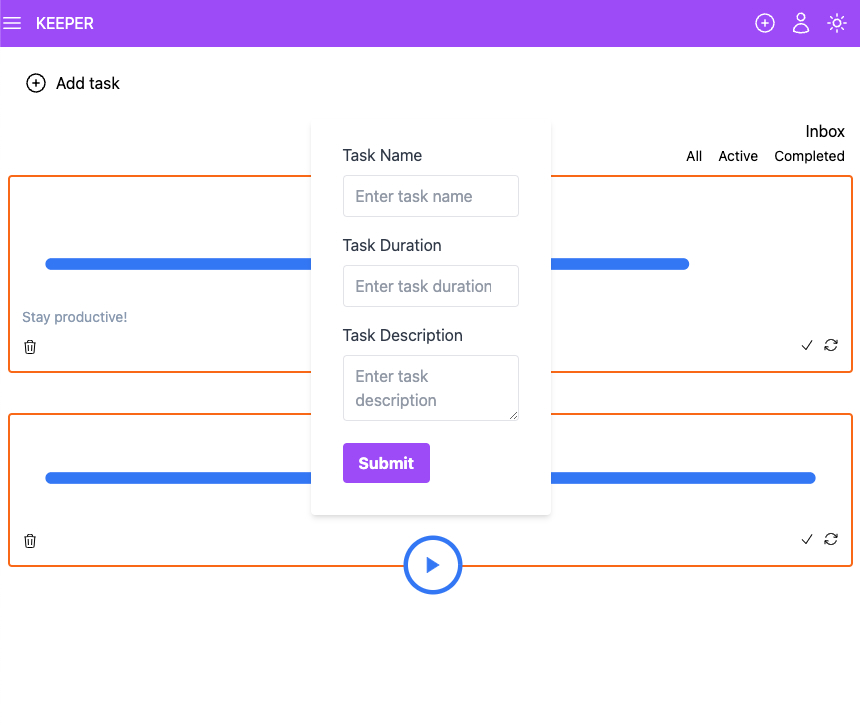 KEEPER
Add task
Inbox
All Active Completed
Task Name
Enter task name
Task Duration
Enter task duration
Task Description
Enter task
description
Submit
Stay productive!